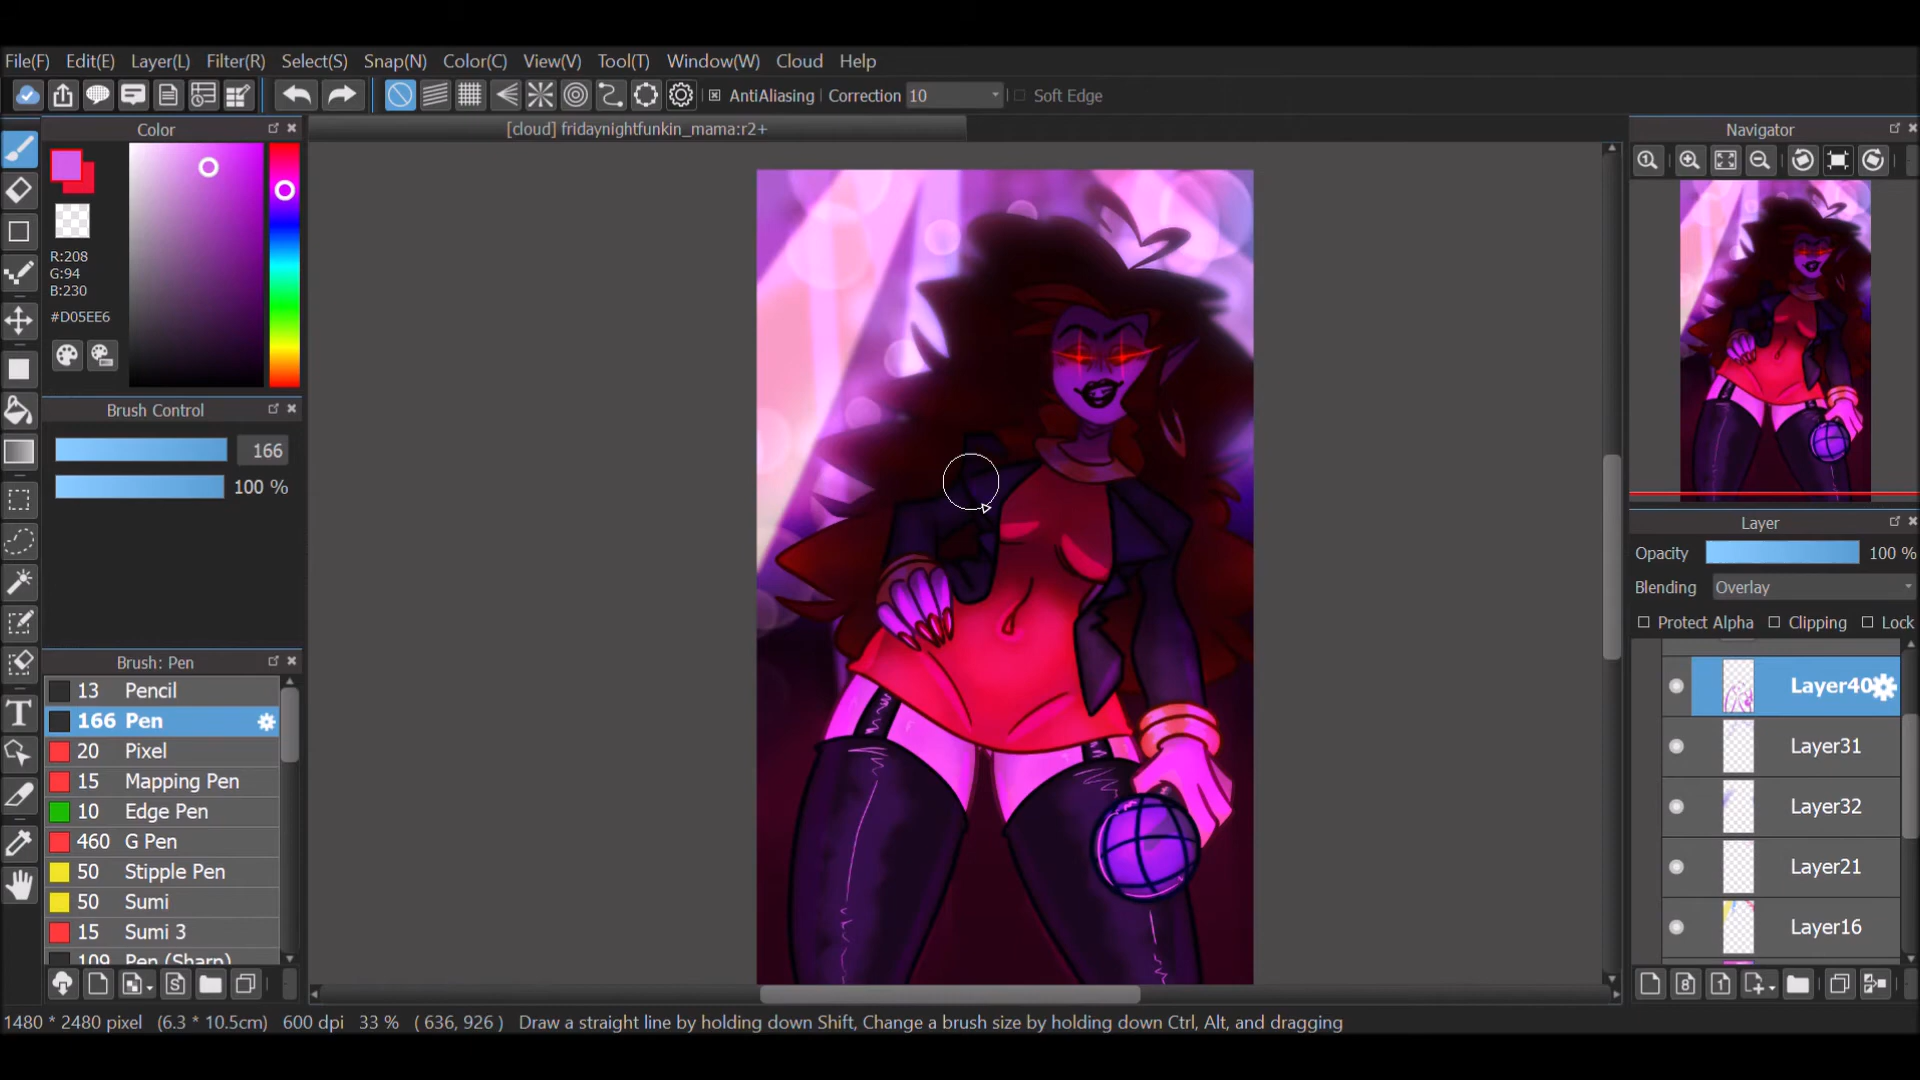 File(F) Edit(E) Layer(L) Filter(R) Select(S) Snap(N) Color(C) View(V) Tool(T) Window(W) Cloud Help
AntiAliasing Correction 10 Soft Edge
Color
[cloud] fridaynightfunkin_mama:r2+
Navigator
R:208
G:94
B:230
#D05EE6
Brush Control
166
100 %
Brush: Pen
13 Pencil
166 Pen
20 Pixel
15 Mapping Pen
10 Edge Pen
460 G Pen
50 Stipple Pen
50 Sumi
15 Sumi 3
109 Pen (Sharp)
Layer
Opacity 100 %
Blending Overlay
Protect Alpha Clipping Lock
Layer40
Layer31
Layer32
Layer21
Layer16
1480 * 2480 pixel (6.3 * 10.5cm) 600 dpi 33 % ( 636, 926 ) Draw a straight line by holding down Shift, Change a brush size by holding down Ctrl, Alt, and dragging